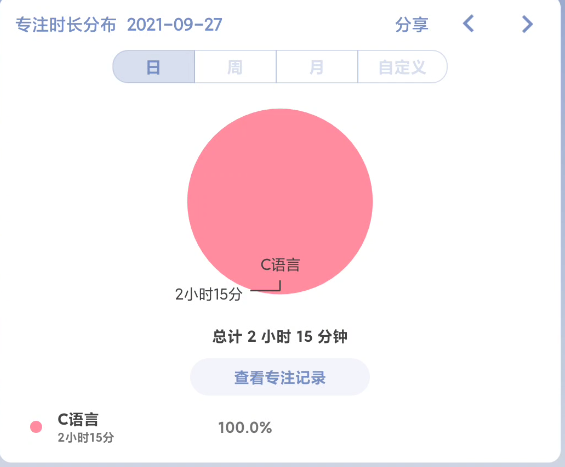 专注时长分布 2021-09-27 分享
日 周 月 自定义
C语言
2小时15分
总计 2 小时 15 分钟
查看专注记录
C语言 100.0%
2小时15分